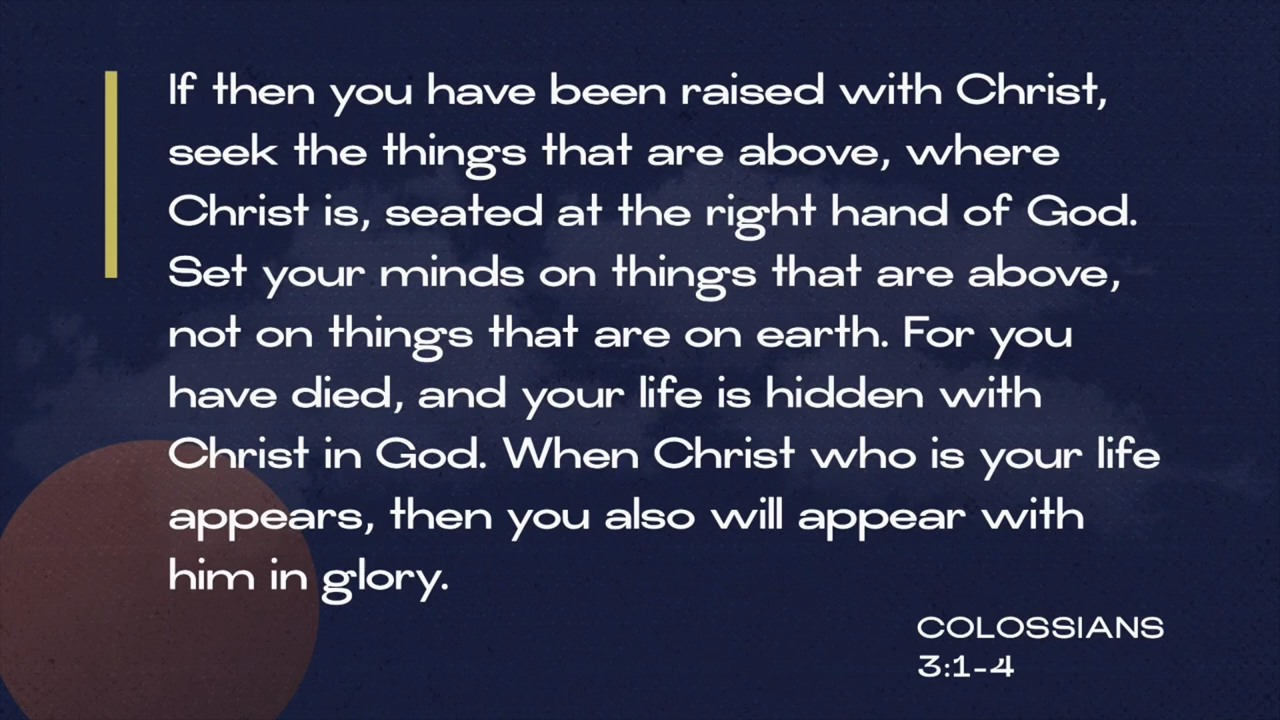 If then you have been raised with Christ,
seek the things that are above, where
Christ is, seated at the right hand of God.
Set your minds on things that are above,
not on things that are on earth. For you
have died, and your life is hidden with
Christ in God. When Christ who is your life
appears, then you also will appear with
him in glory.
COLOSSIANS
3:1-4